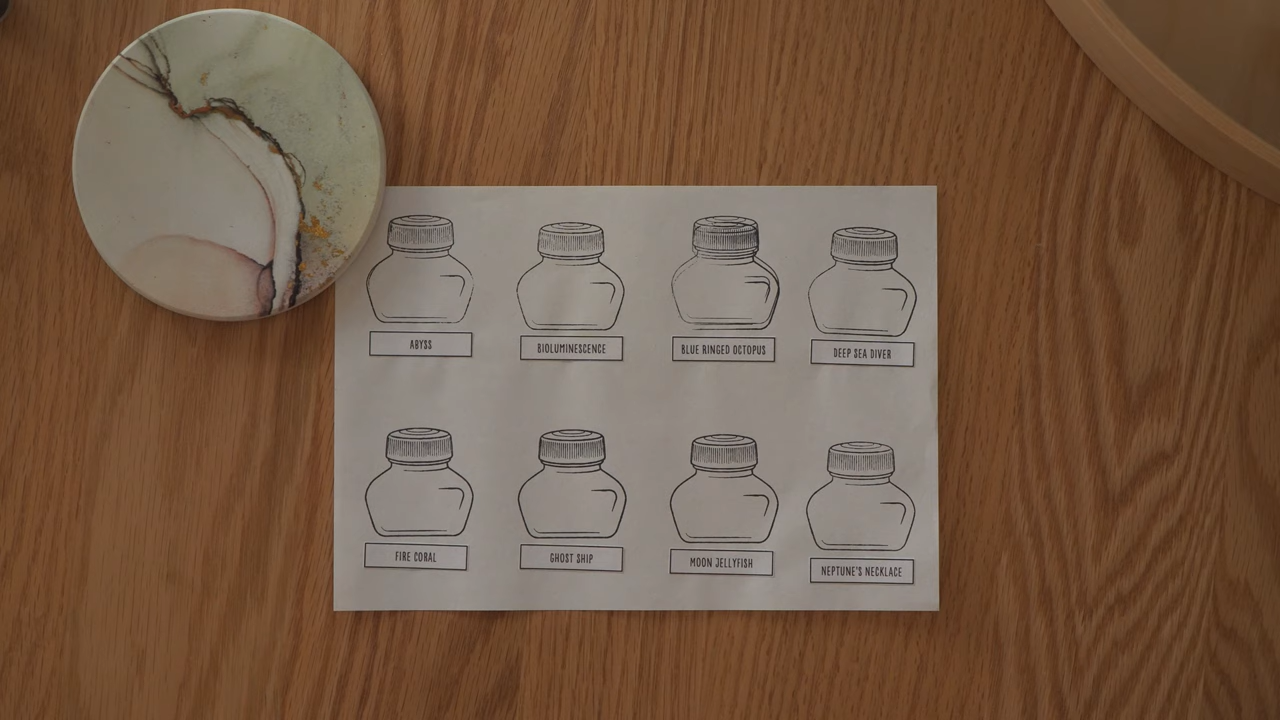 ABYSS
BIOLUMINESCENCE
BLUE RINGED OCTOPUS
DEEP SEA DIVER
FIRE CORAL
GHOST SHIP
MOON JELLYFISH
NEPTUNE'S NECKLACE